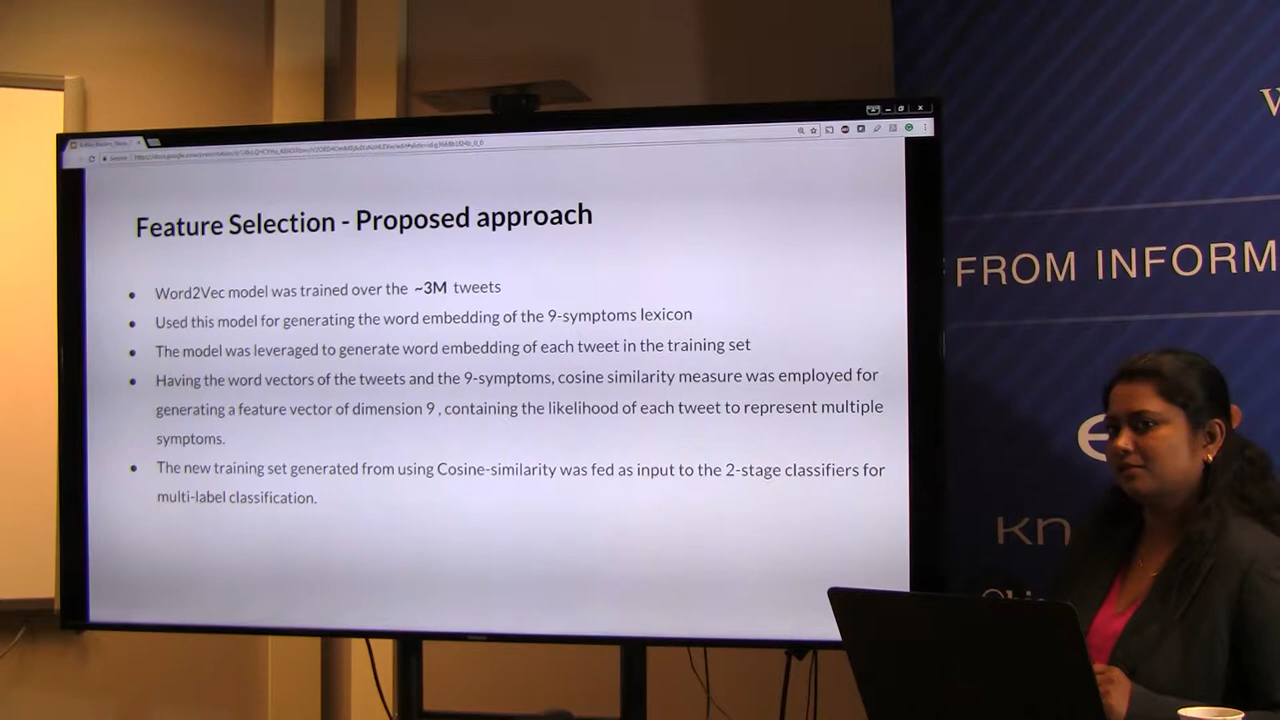 Feature Selection - Proposed approach
Word2Vec model was trained over the ~3M tweets
Used this model for generating the word embedding of the 9-symptoms lexicon
The model was leveraged to generate word embedding of each tweet in the training set
Having the word vectors of the tweets and the 9-symptoms, cosine similarity measure was employed for
generating a feature vector of dimension 9 , containing the likelihood of each tweet to represent multiple
symptoms.
The new training set generated from using Cosine-similarity was fed as input to the 2-stage classifiers for
multi-label classification.
W
FROM INFORM
e
kn